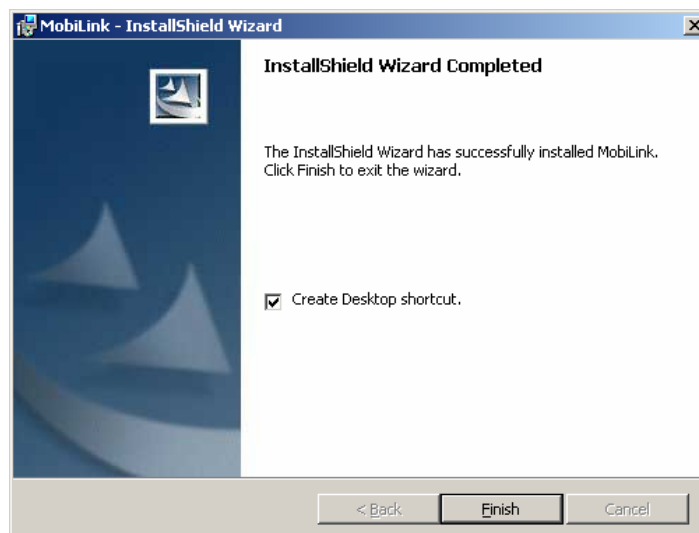 MobiLink - InstallShield Wizard
InstallShield Wizard Completed
The InstallShield Wizard has successfully installed MobiLink.
Click Finish to exit the wizard.
Create Desktop shortcut.
< Back
Finish
Cancel